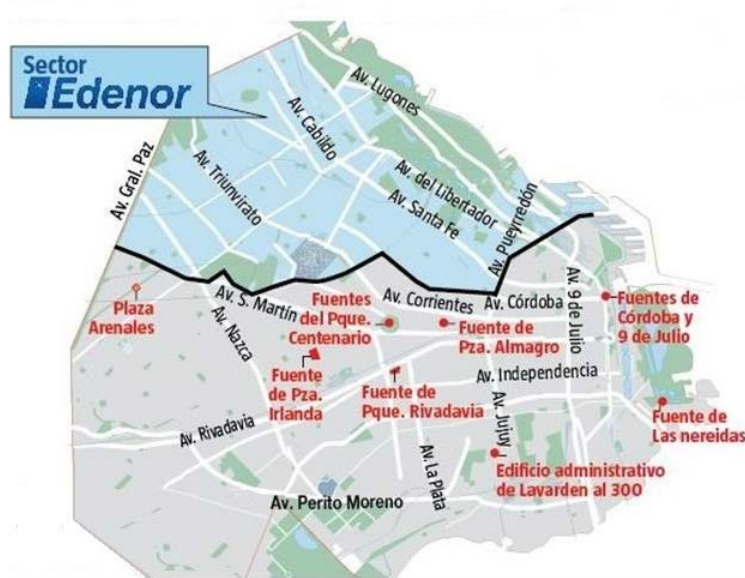 Sector
Edenor
Av. Lugones
Av. Cabildo
Av. Gral. Paz
Av. Triunvirato
Av. del Libertador
Av. Santa Fe
Av. Pueyrredón
Plaza
Arenales
Av. S. Martín
Av. Nazca
Fuentes
del Pque.
Centenario
Av. Corrientes
Av. Córdoba
Av. 9 de Julio
Fuentes de
Córdoba y
9 de Julio
Fuente de
Pza. Almagro
Fuente
de Pza.
Irlanda
Fuente de
Pque. Rivadavia
Av. Independencia
Av. Rivadavia
Av. Jujuy
Fuente de
Las nereidas
Av. La Plata
Edificio administrativo
de Lavarden al 300
Av. Perito Moreno